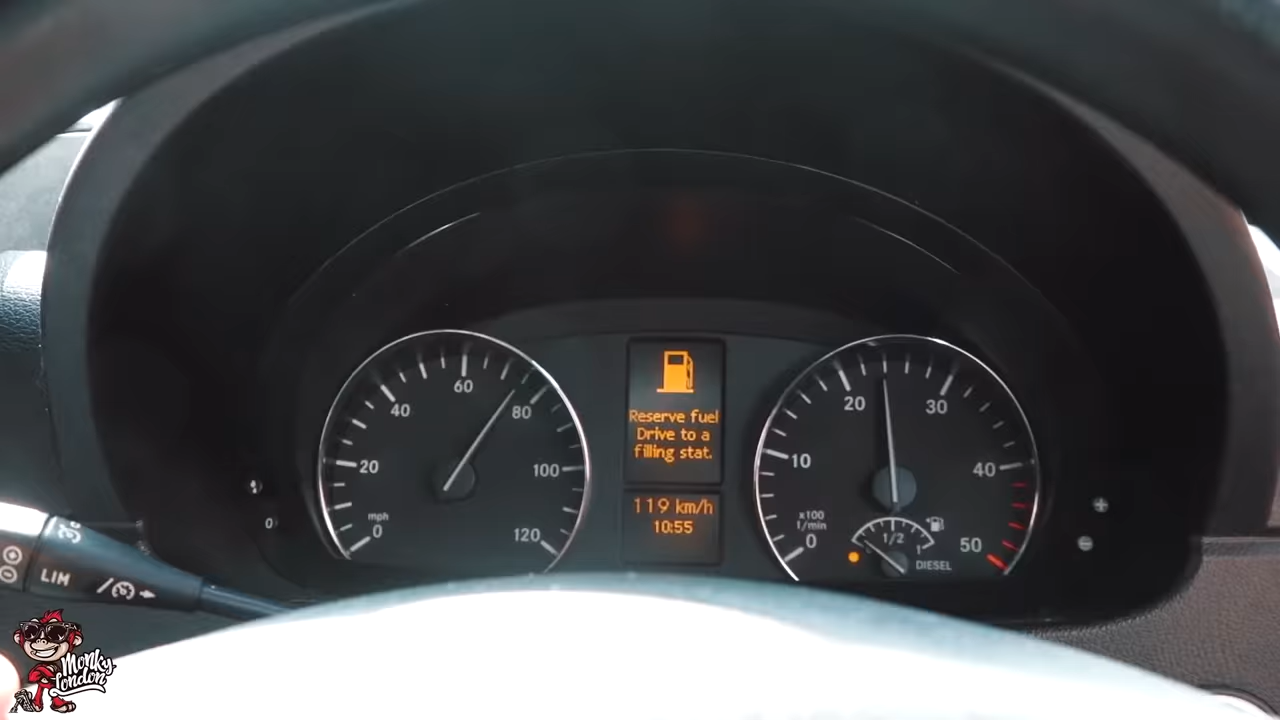 60
40
80
20
100
mph
0
120
Reserve fuel
Drive to a
filling stat.
119 km/h
10:55
20
30
10
40
x100
l/min
0
50
1/2
1
DIESEL
0
LIM
Monky
London